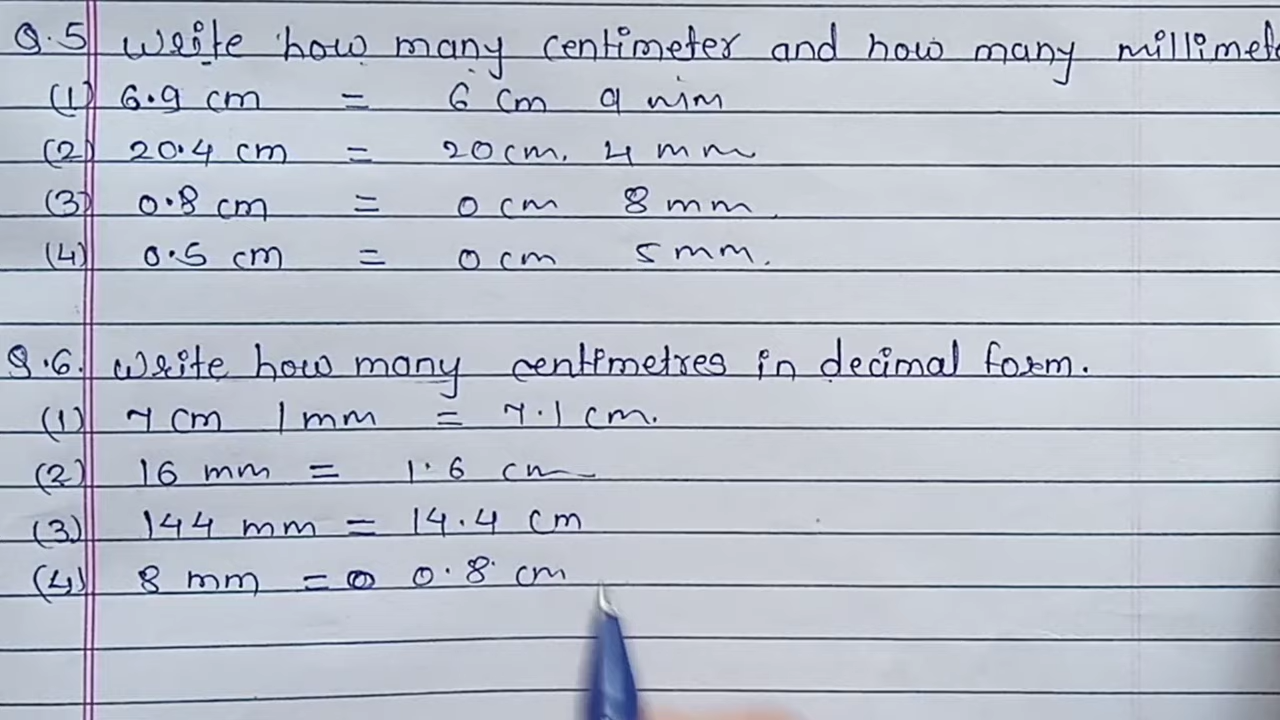 Q.5 Write how many centimeter and how many millimet
(1) 6.9 cm = 6 cm 9 mm
(2) 20.4 cm = 20 cm. 4 mm
(3) 0.8 cm = 0 cm 8 mm.
(4) 0.5 cm = 0 cm 5 mm.
Q.6. Write how many centimetres in decimal form.
(1) 7 cm 1 mm = 7.1 cm.
(2) 16 mm = 1.6 cm
(3) 144 mm = 14.4 cm
(4) 8 mm = 0 0.8 cm